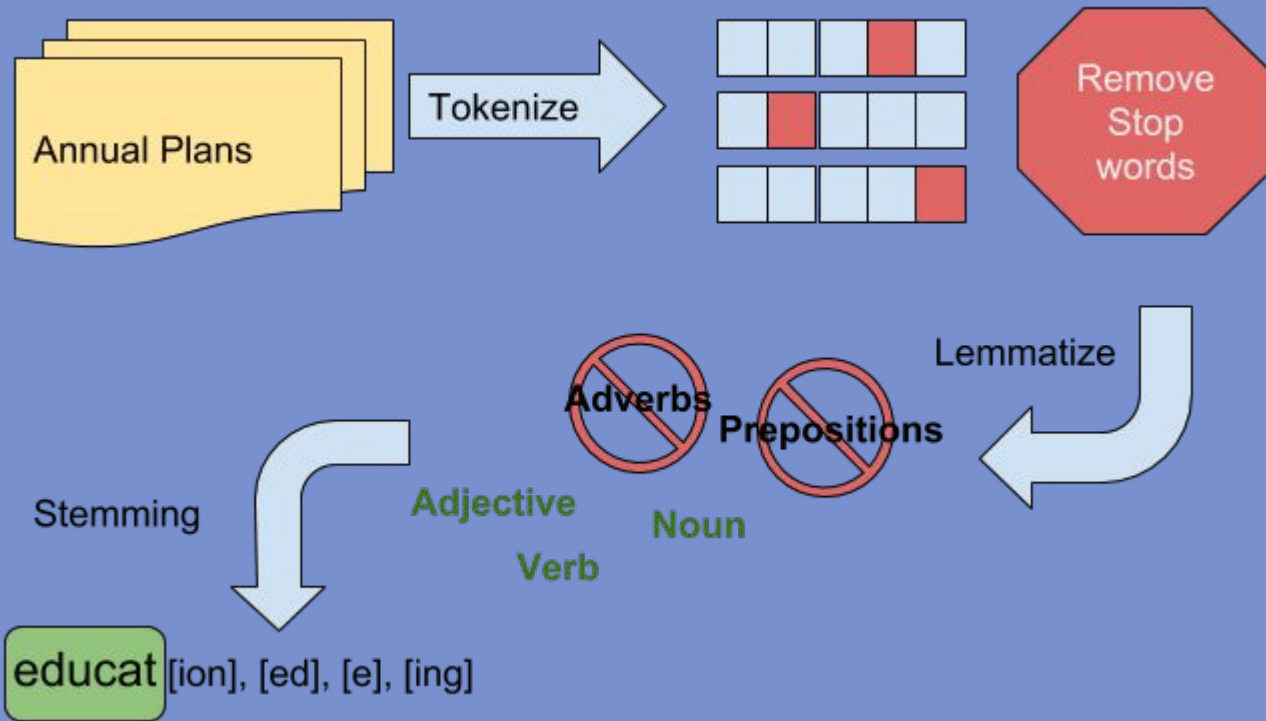 Annual Plans
Tokenize
Remove
Stop
words
Lemmatize
Adverbs
Prepositions
Adjective
Noun
Verb
Stemming
educat [ion], [ed], [e], [ing]